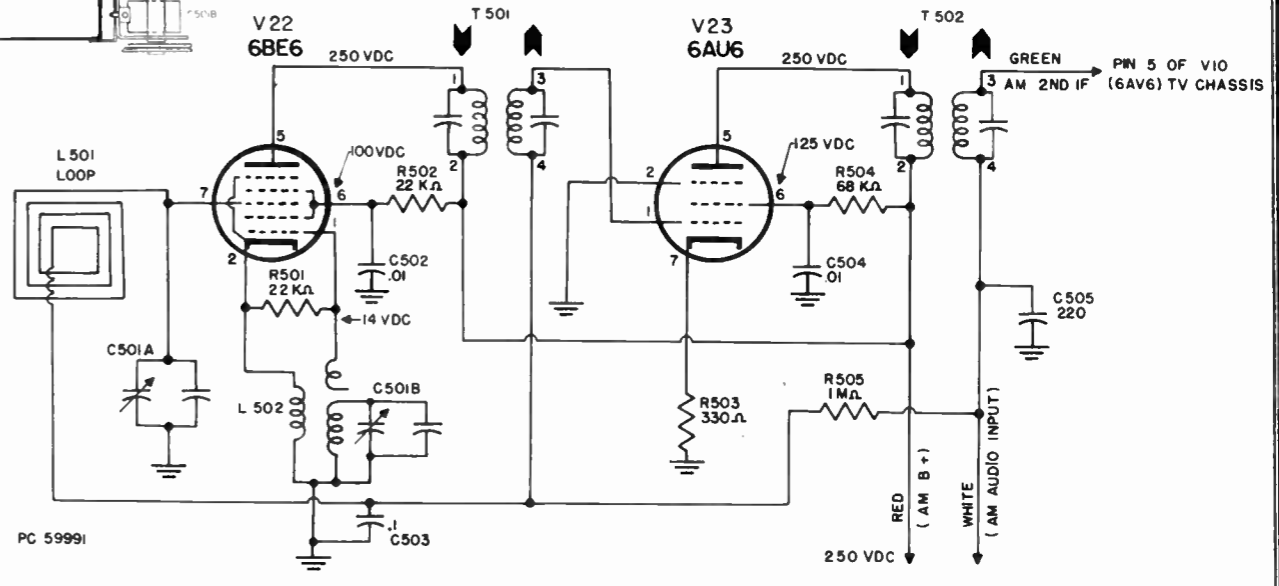 C501B
V22
6BE6
T 501
V23
6AU6
T 502
250 VDC
250 VDC
GREEN
AM 2ND IF
PIN 5 OF V10
(6AV6) TV CHASSIS
1
3
1
3
5
5
L 501
LOOP
100VDC
R502
22 KΩ
125 VDC
R504
68 KΩ
2
4
2
2
4
7
6
1
1
6
2
7
R501
22KΩ
C502
.01
C504
.01
14 VDC
C505
220
C501A
C501B
L 502
R503
330Ω
R505
1MΩ
RED
( AM B +)
WHITE
( AM AUDIO INPUT)
.1
C503
PC 59991
250 VDC